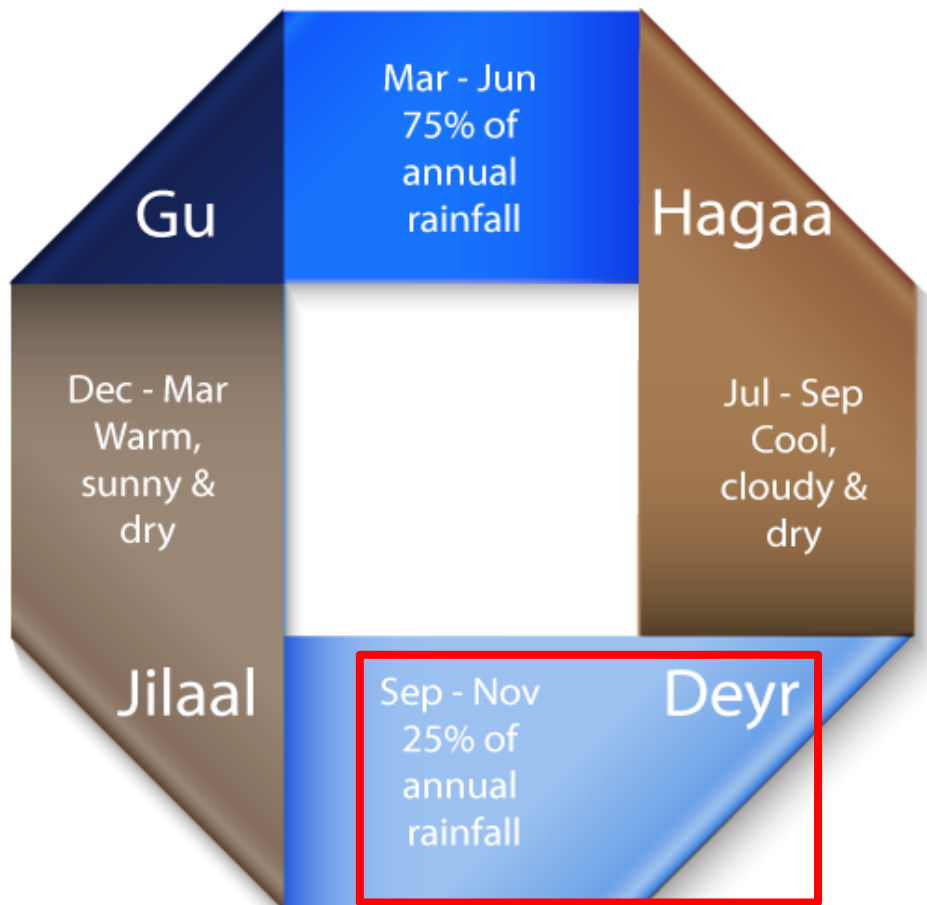 Gu
Mar - Jun
75% of
annual
rainfall
Hagaa
Jul - Sep
Cool,
cloudy &
dry
Deyr
Sep - Nov
25% of
annual
rainfall
Jilaal
Dec - Mar
Warm,
sunny &
dry